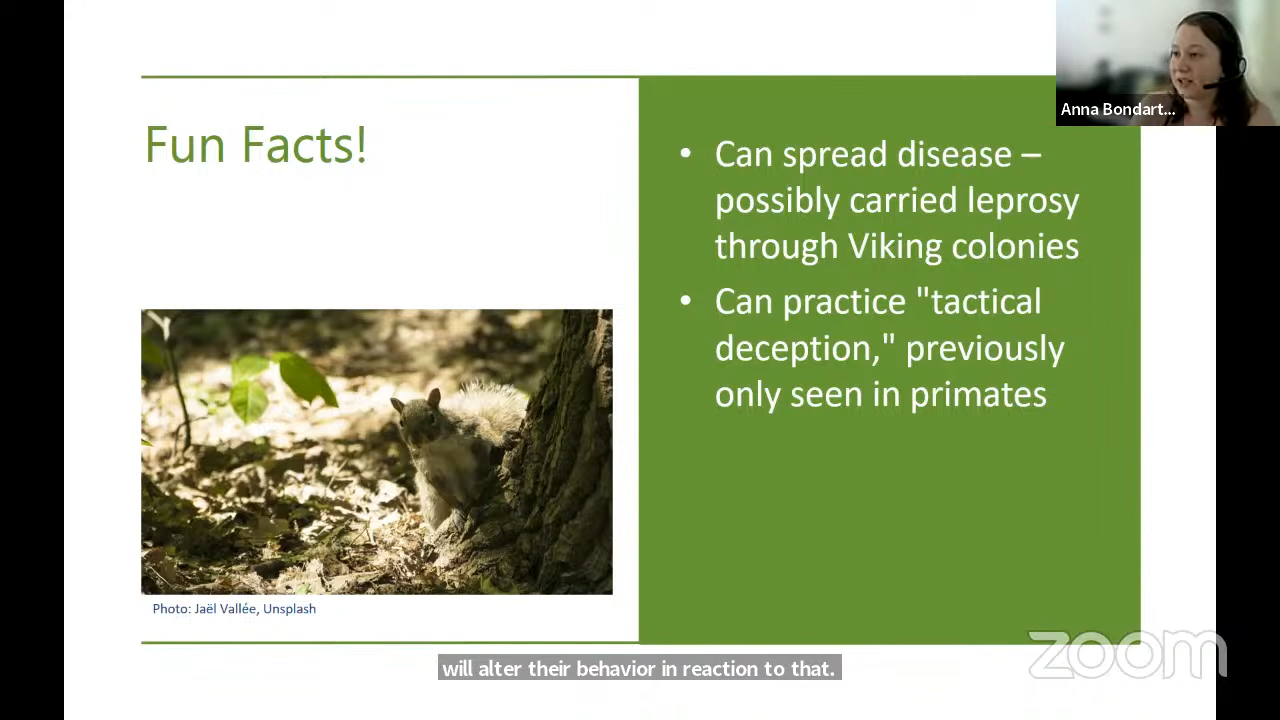 Anna Bondart...
Fun Facts!
• Can spread disease –
possibly carried leprosy
through Viking colonies
• Can practice "tactical
deception," previously
only seen in primates
Photo: Jaël Vallée, Unsplash
zoom
will alter their behavior in reaction to that.